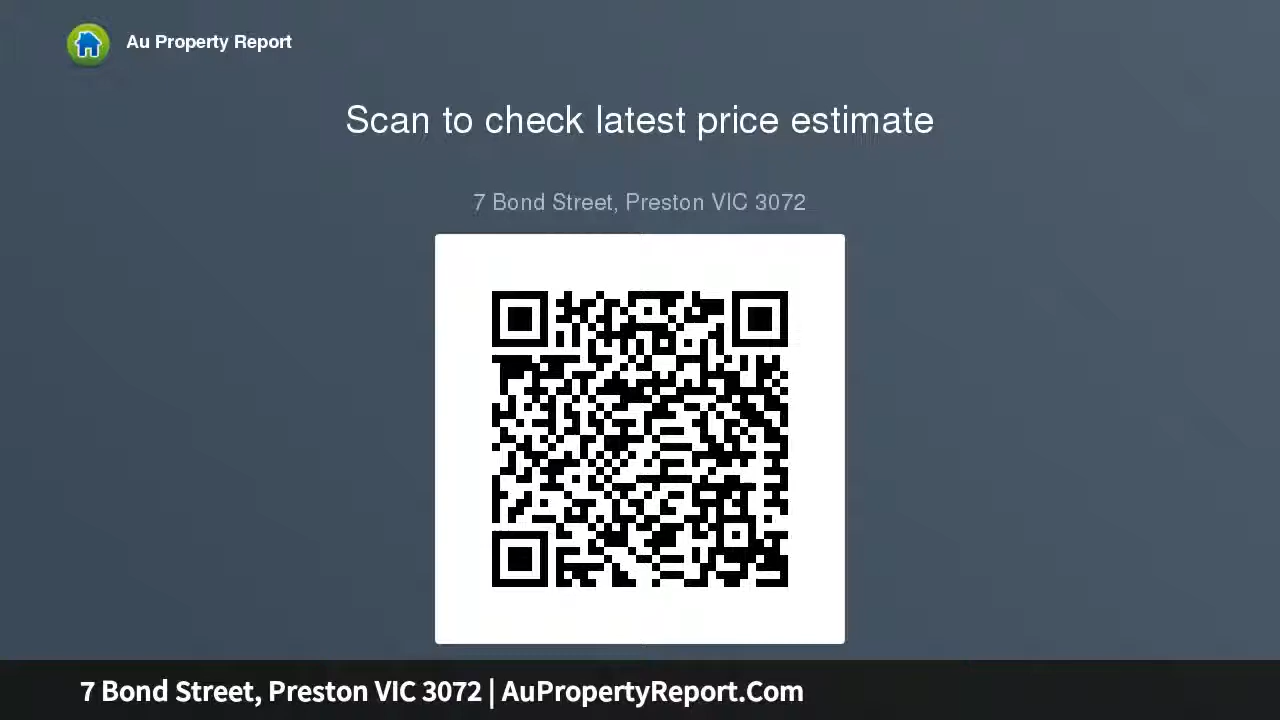 Au Property Report
Scan to check latest price estimate
7 Bond Street, Preston VIC 3072
7 Bond Street, Preston VIC 3072 | AuPropertyReport.Com